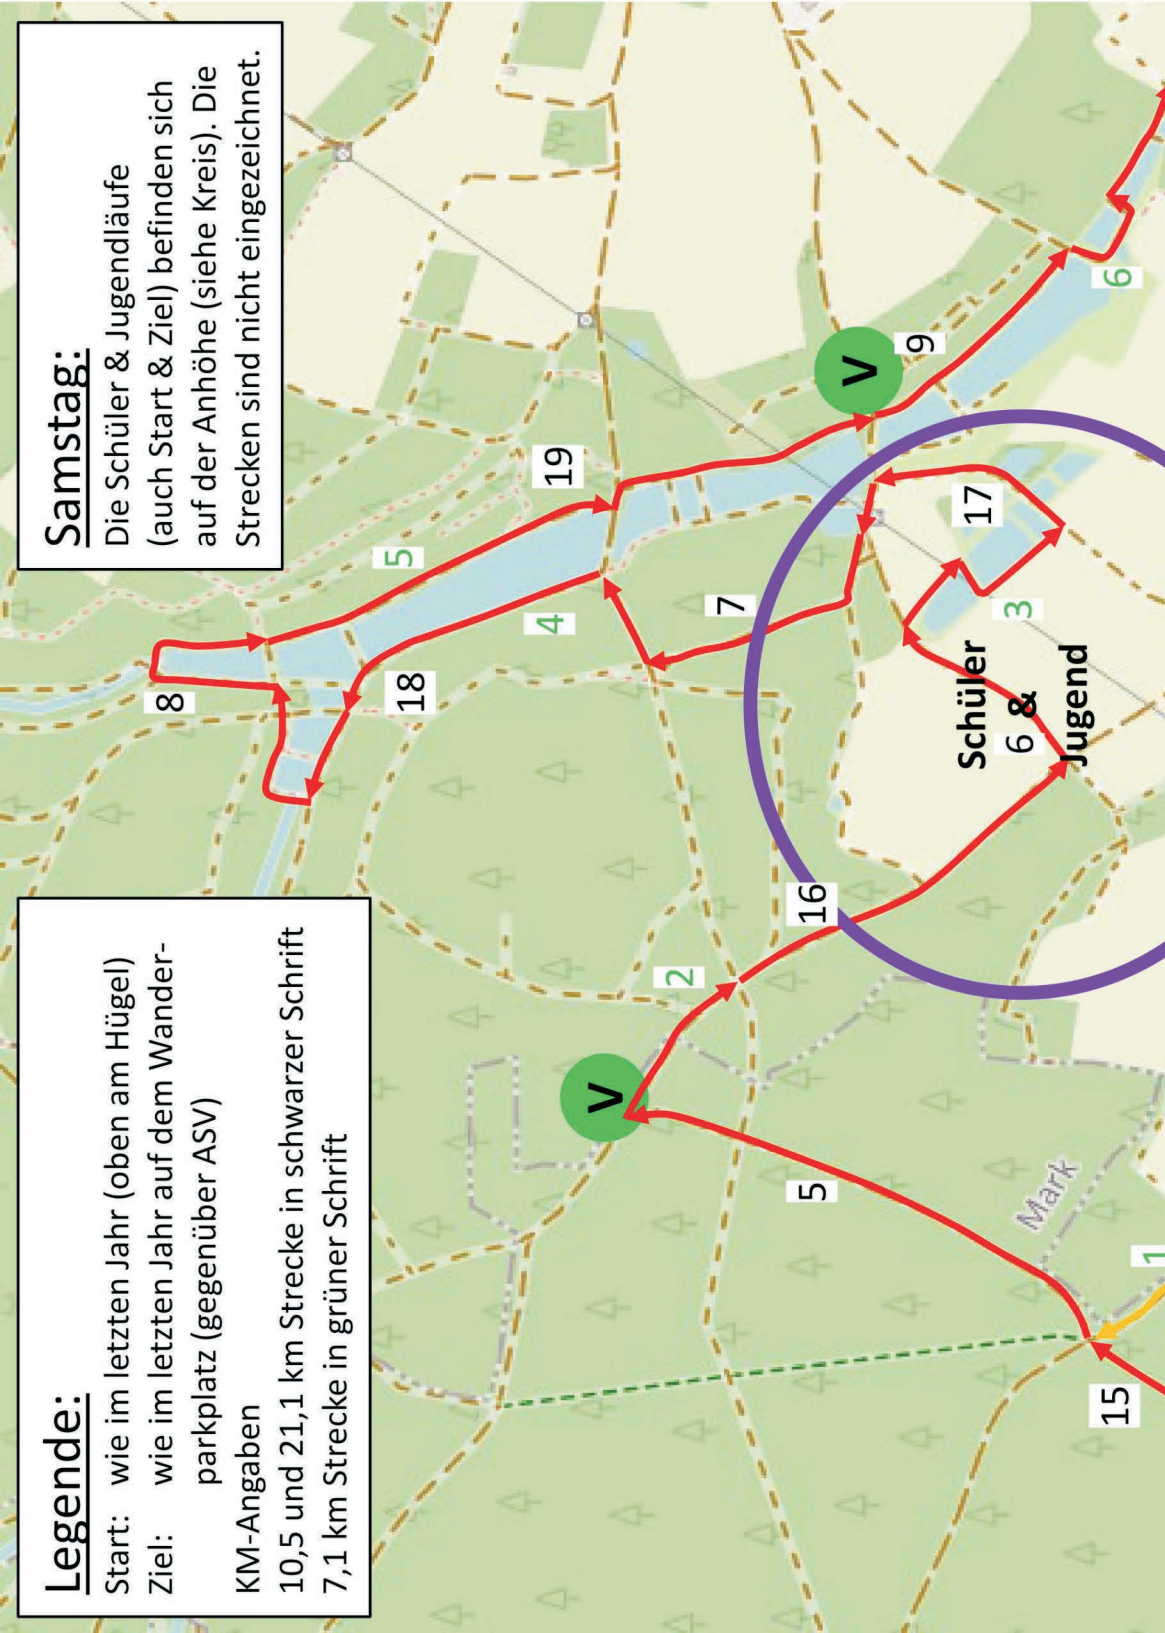 Legende:
Start: wie im letzten Jahr (oben am Hügel)
Ziel: wie im letzten Jahr auf dem Wander-
parkplatz (gegenüber ASV)
KM-Angaben
10,5 und 21,1 km Strecke in schwarzer Schrift
7,1 km Strecke in grüner Schrift
Samstag:
Die Schüler & Jugendläufe
(auch Start & Ziel) befinden sich
auf der Anhöhe (siehe Kreis). Die
Strecken sind nicht eingezeichnet.
8
5
18
4
19
V
2
7
5
16
V
9
Schüler
6 &
Jugend
3
17
6
Mark
15
1